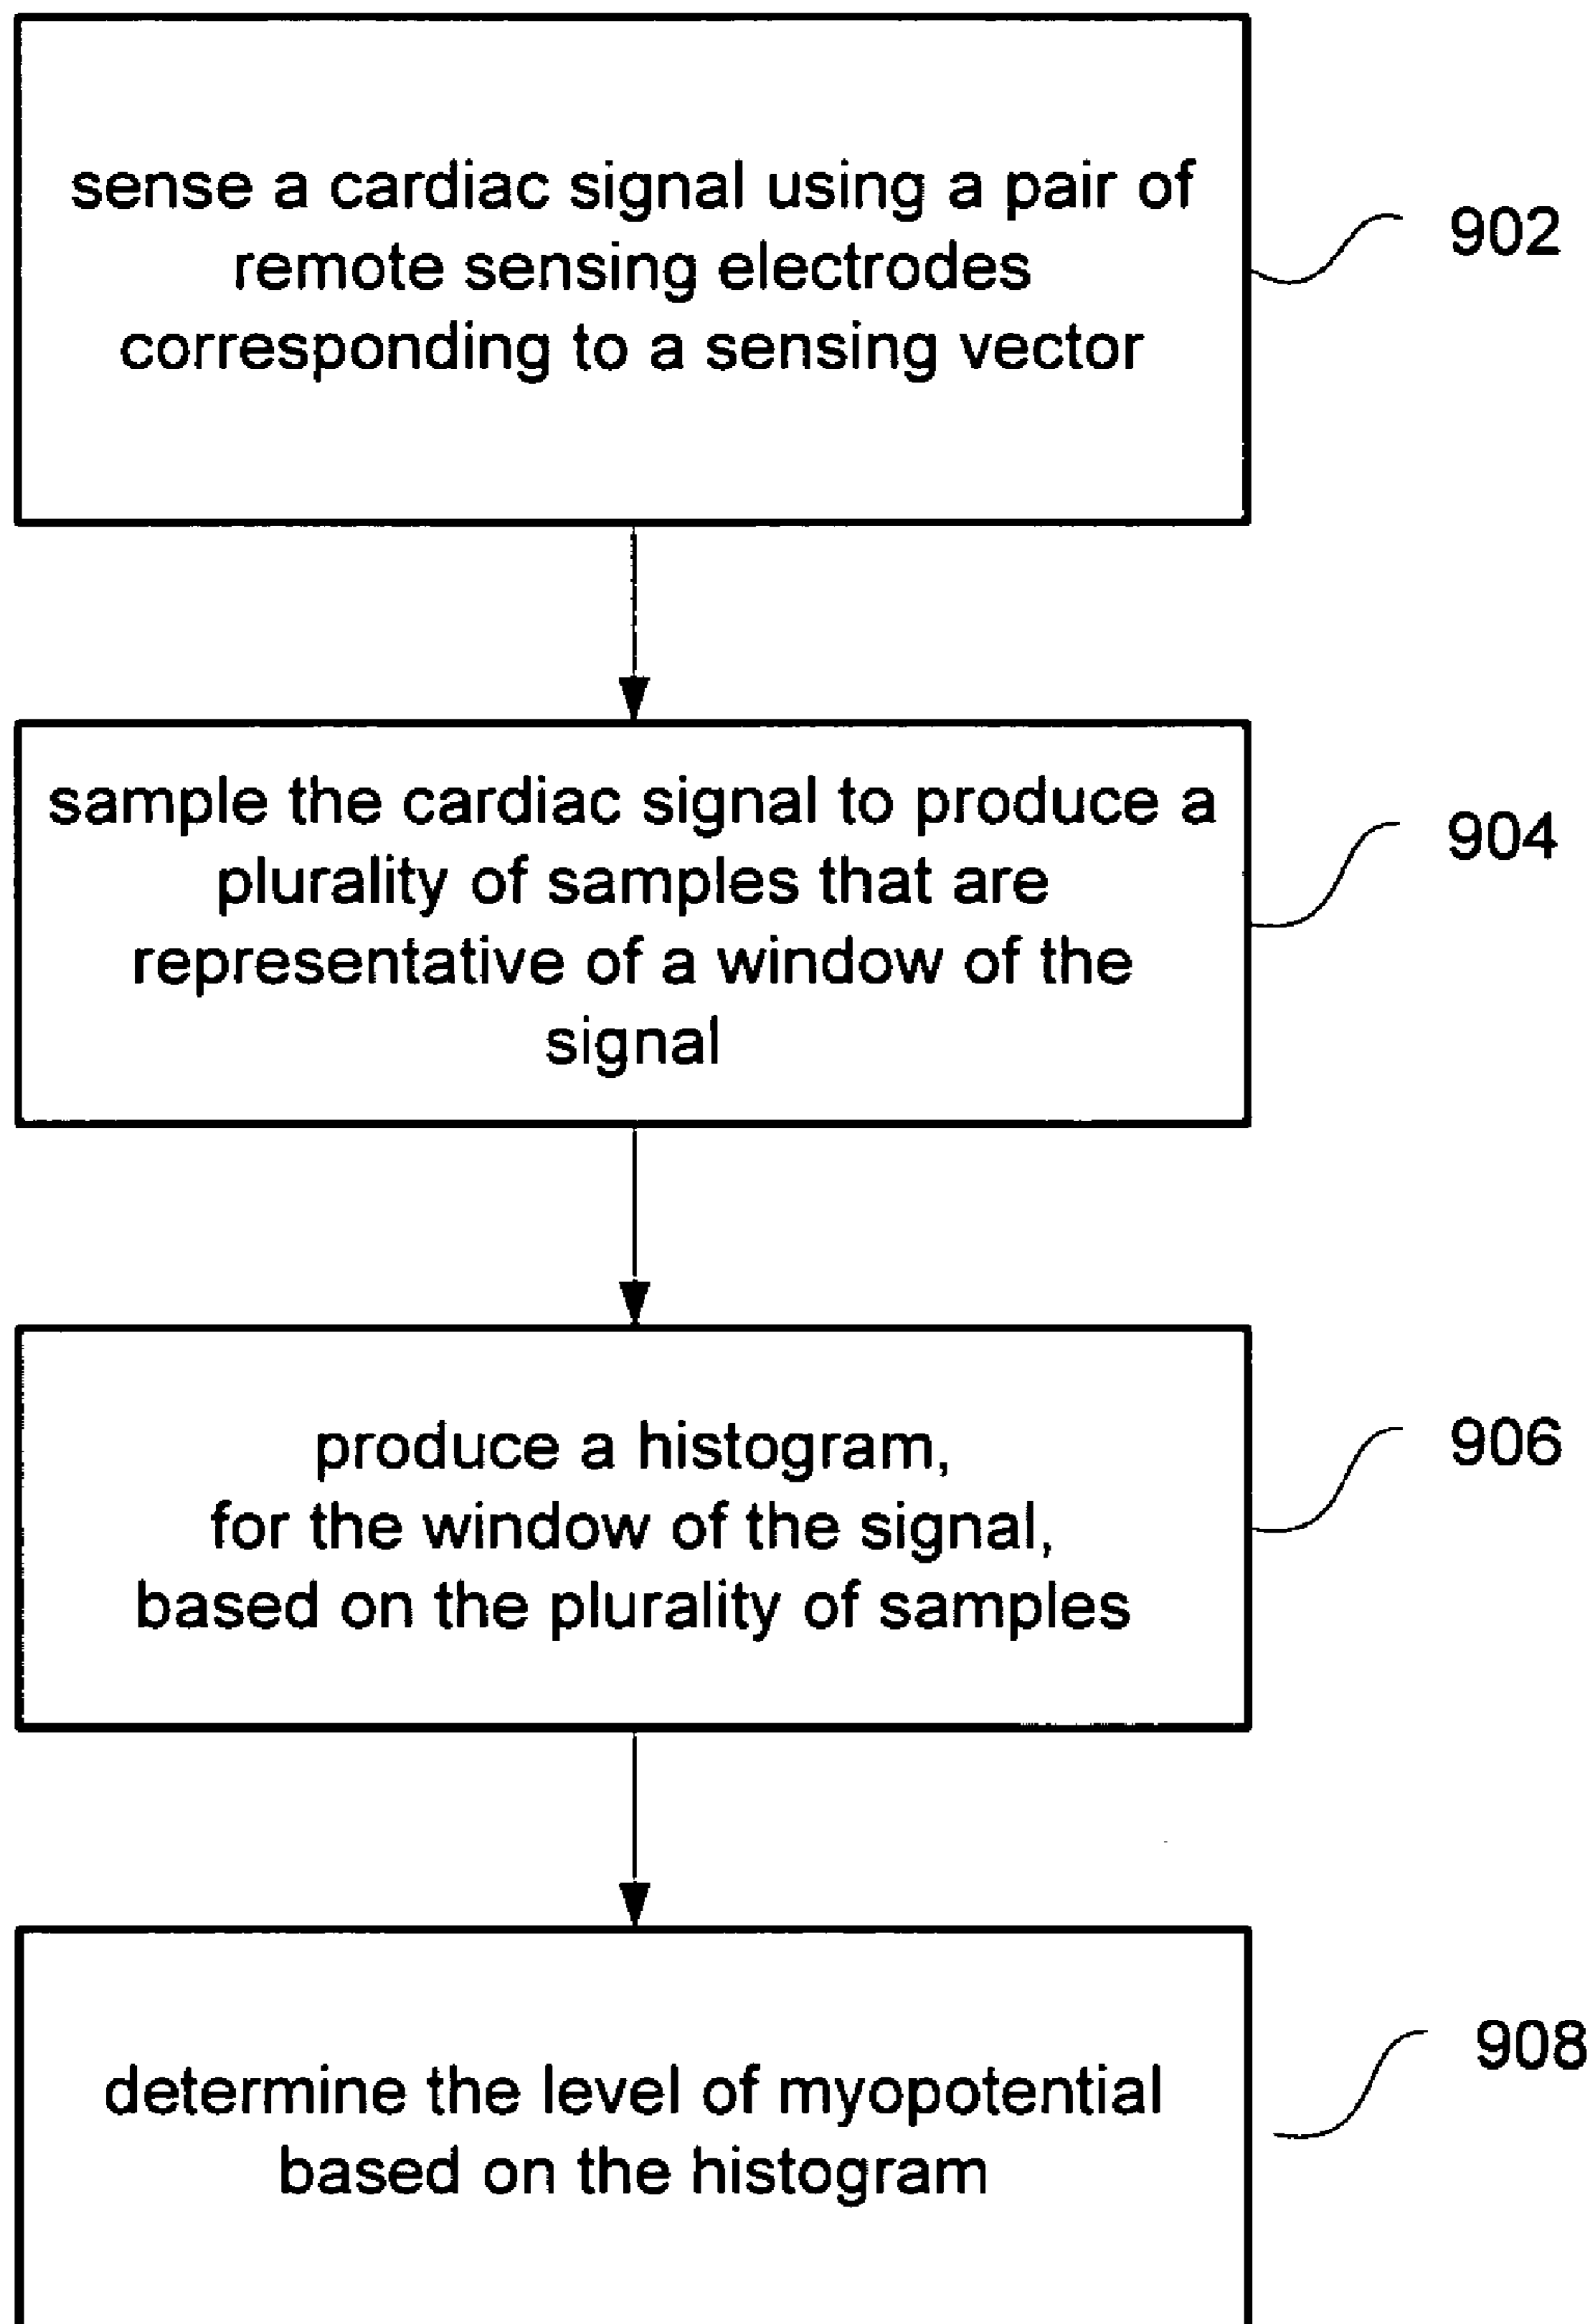 sense a cardiac signal using a pair of
remote sensing electrodes
corresponding to a sensing vector
902
sample the cardiac signal to produce a
plurality of samples that are
representative of a window of the
signal
904
produce a histogram,
for the window of the signal,
based on the plurality of samples
906
determine the level of myopotential
based on the histogram
908